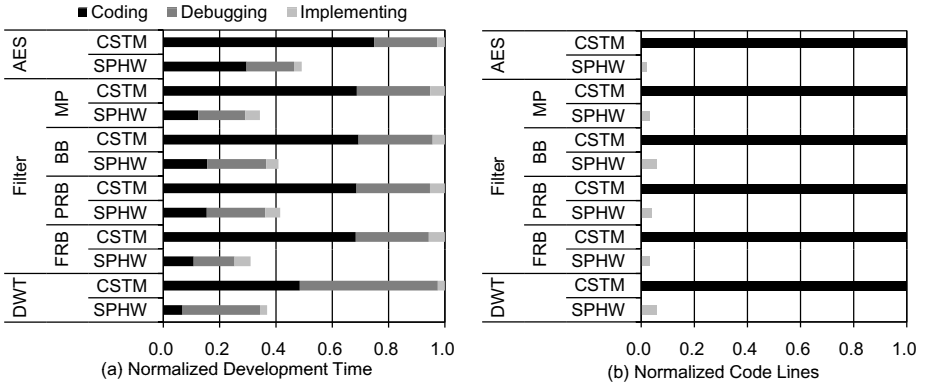 Coding Debugging Implementing
AES
CSTM
SPHW
Filter
MP
CSTM
SPHW
BB
CSTM
SPHW
PRB
CSTM
SPHW
FRB
CSTM
SPHW
DWT
CSTM
SPHW
0.0 0.2 0.4 0.6 0.8 1.0
(a) Normalized Development Time
AES
CSTM
SPHW
Filter
MP
CSTM
SPHW
BB
CSTM
SPHW
PRB
CSTM
SPHW
FRB
CSTM
SPHW
DWT
CSTM
SPHW
0.0 0.2 0.4 0.6 0.8 1.0
(b) Normalized Code Lines